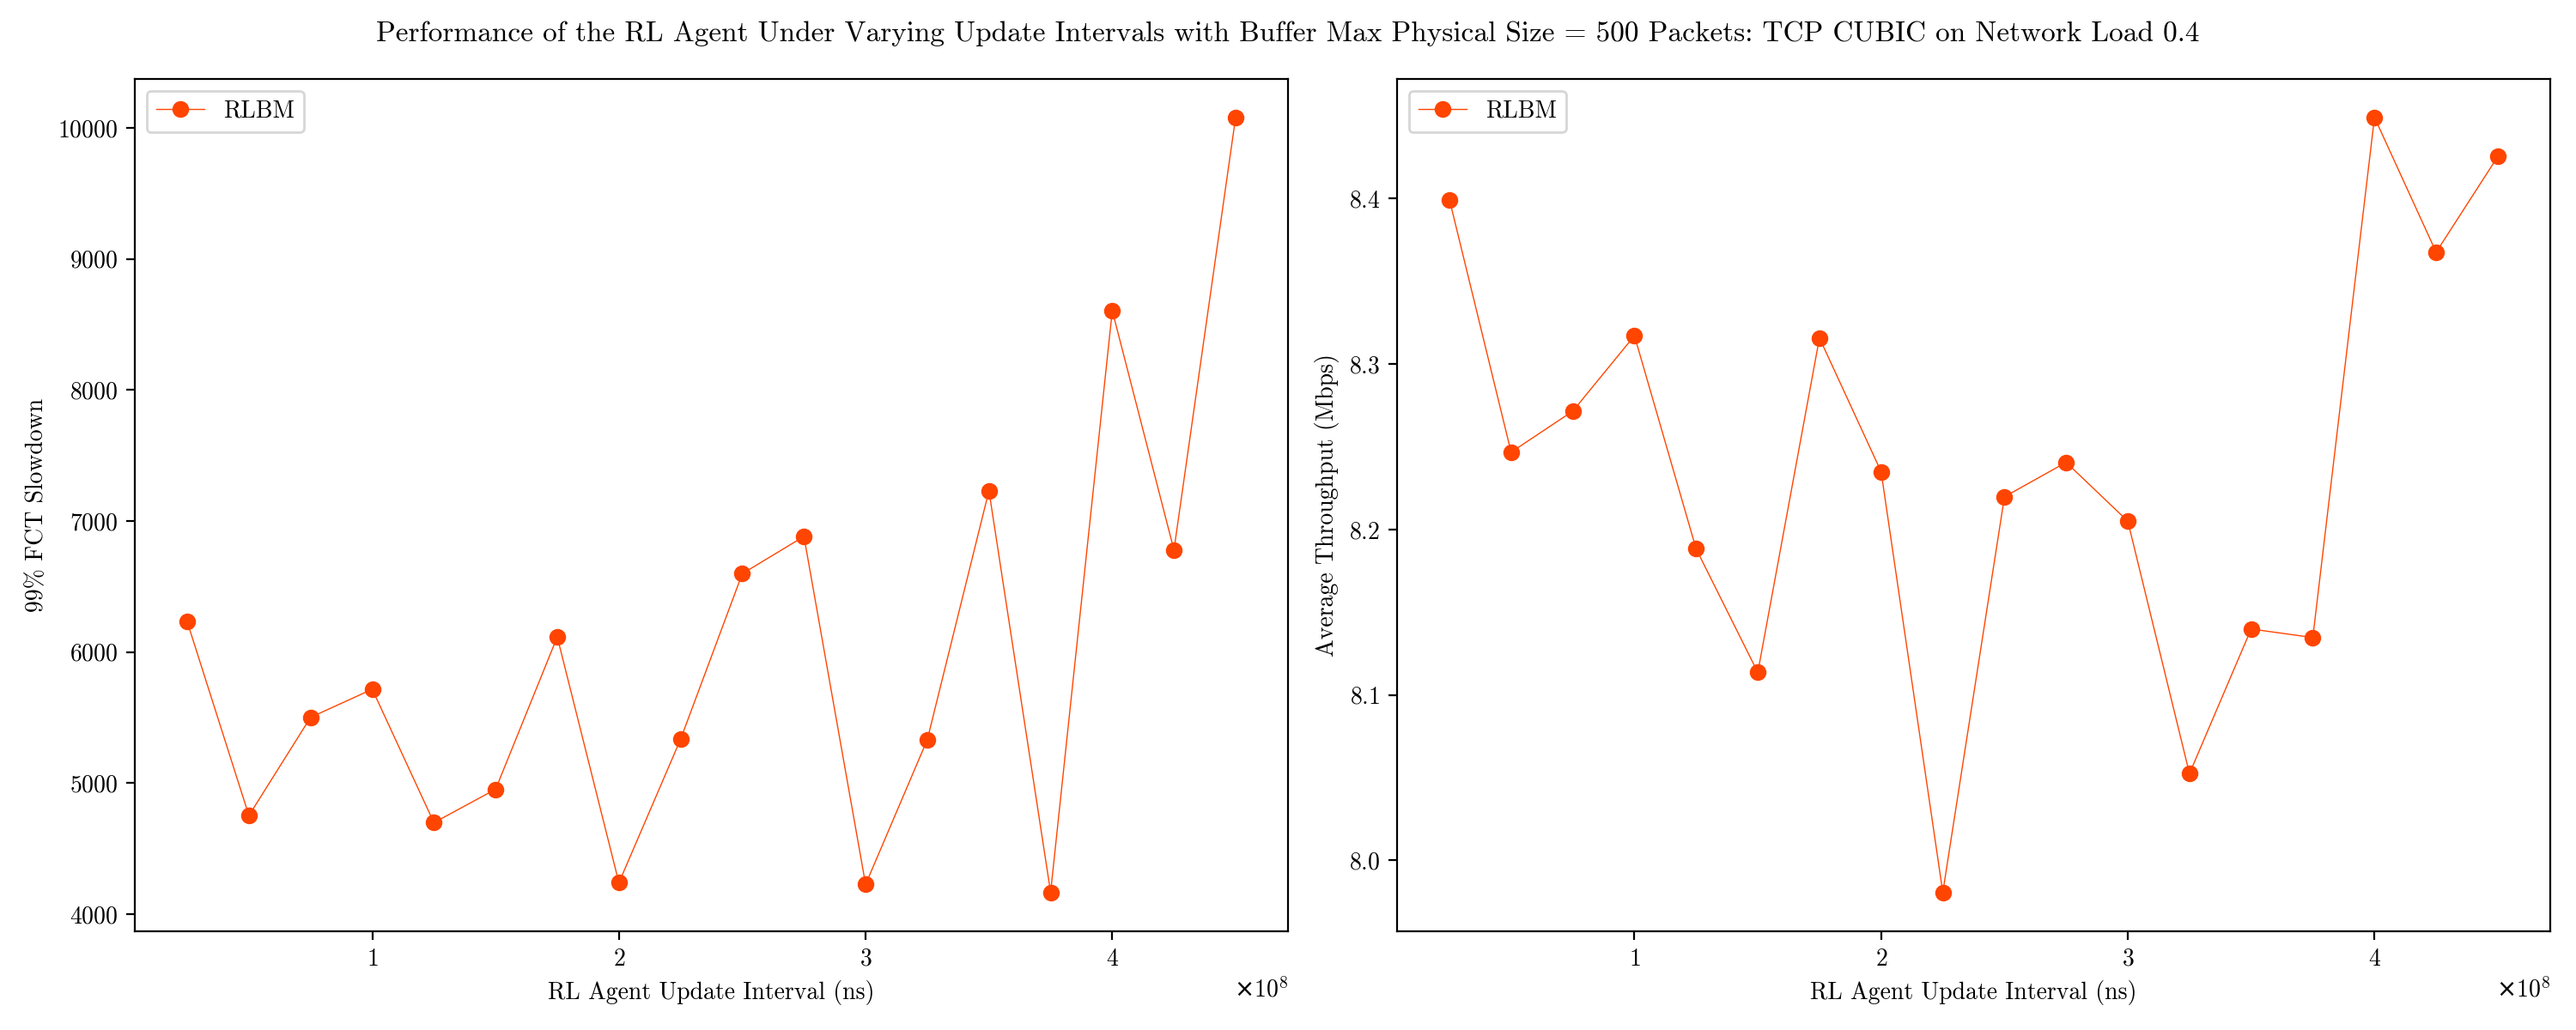 Performance of the RL Agent Under Varying Update Intervals with Buffer Max Physical Size = 500 Packets: TCP CUBIC on Network Load 0.4
RLBM
10000
9000
8000
7000
6000
5000
4000
99% FCT Slowdown
1 2 3 4
×10⁸
RL Agent Update Interval (ns)
RLBM
8.4
8.3
8.2
8.1
8.0
Average Throughput (Mbps)
1 2 3 4
×10⁸
RL Agent Update Interval (ns)